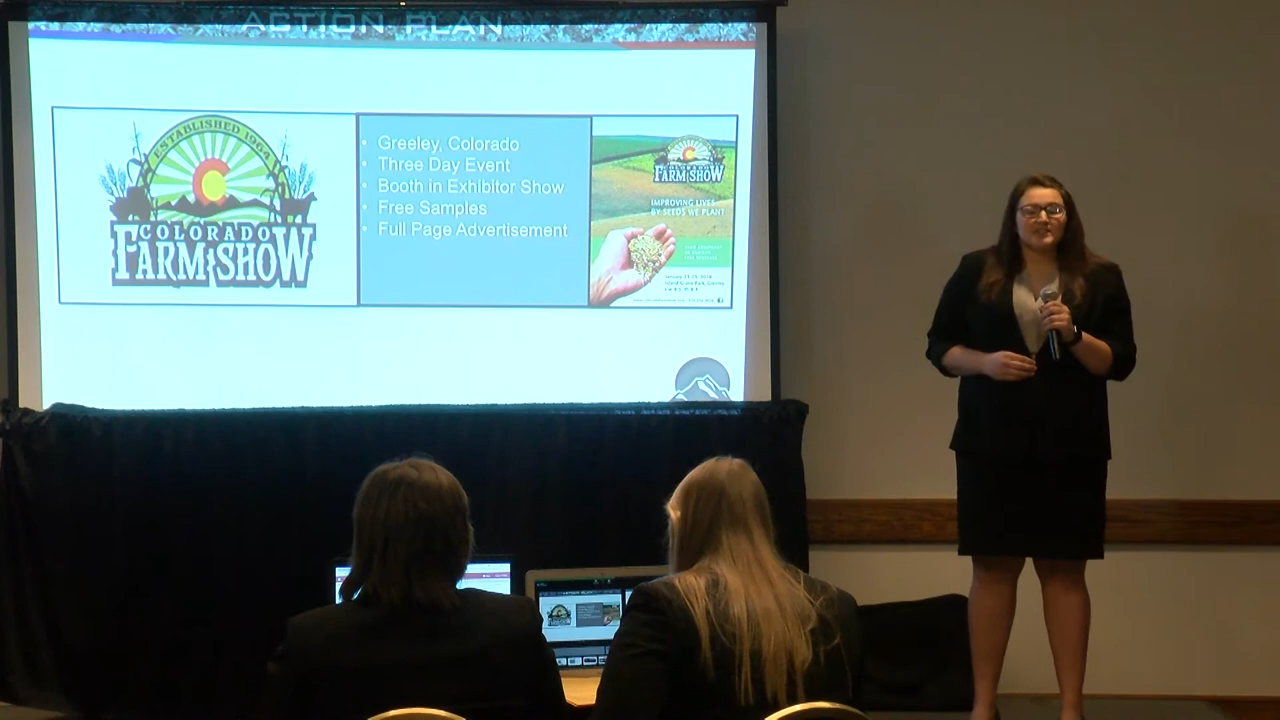 ACTION PLAN
ESTABLISHED 1964
COLORADO
FARM SHOW
Greeley, Colorado
Three Day Event
Booth in Exhibitor Show
Free Samples
Full Page Advertisement
COLORADO
FARM SHOW
IMPROVING LIVES
BY SEEDS WE PLANT